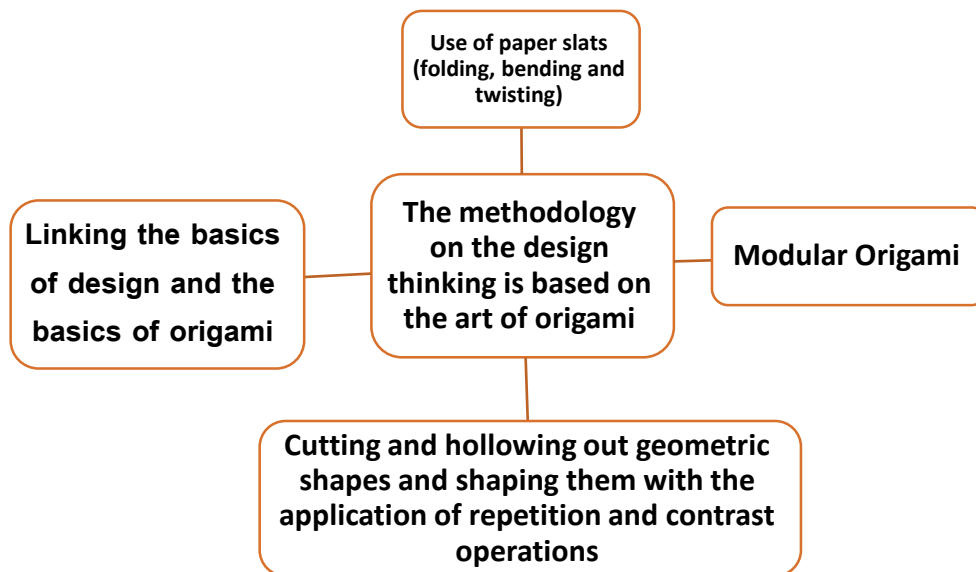 Use of paper slats
(folding, bending and
twisting)
Linking the basics
of design and the
basics of origami
The methodology
on the design
thinking is based on
the art of origami
Modular Origami
Cutting and hollowing out geometric
shapes and shaping them with the
application of repetition and contrast
operations